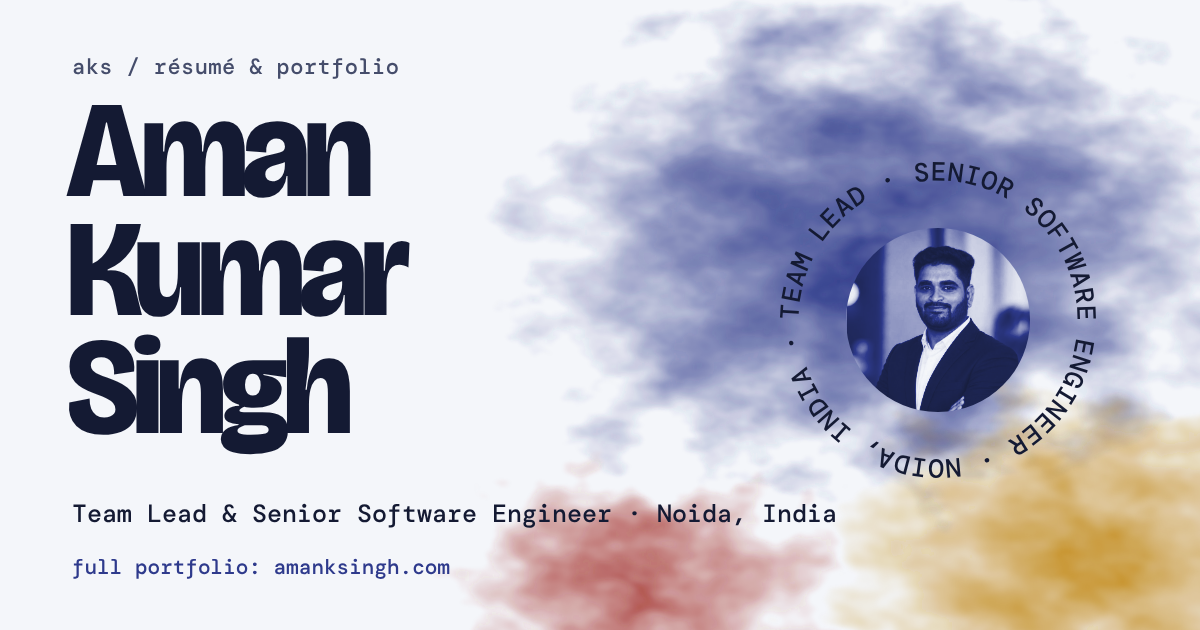 aks / résumé & portfolio
Aman
Kumar
Singh
TEAM LEAD · SENIOR SOFTWARE ENGINEER · NOIDA, INDIA ·
Team Lead & Senior Software Engineer · Noida, India
full portfolio: amanksingh.com